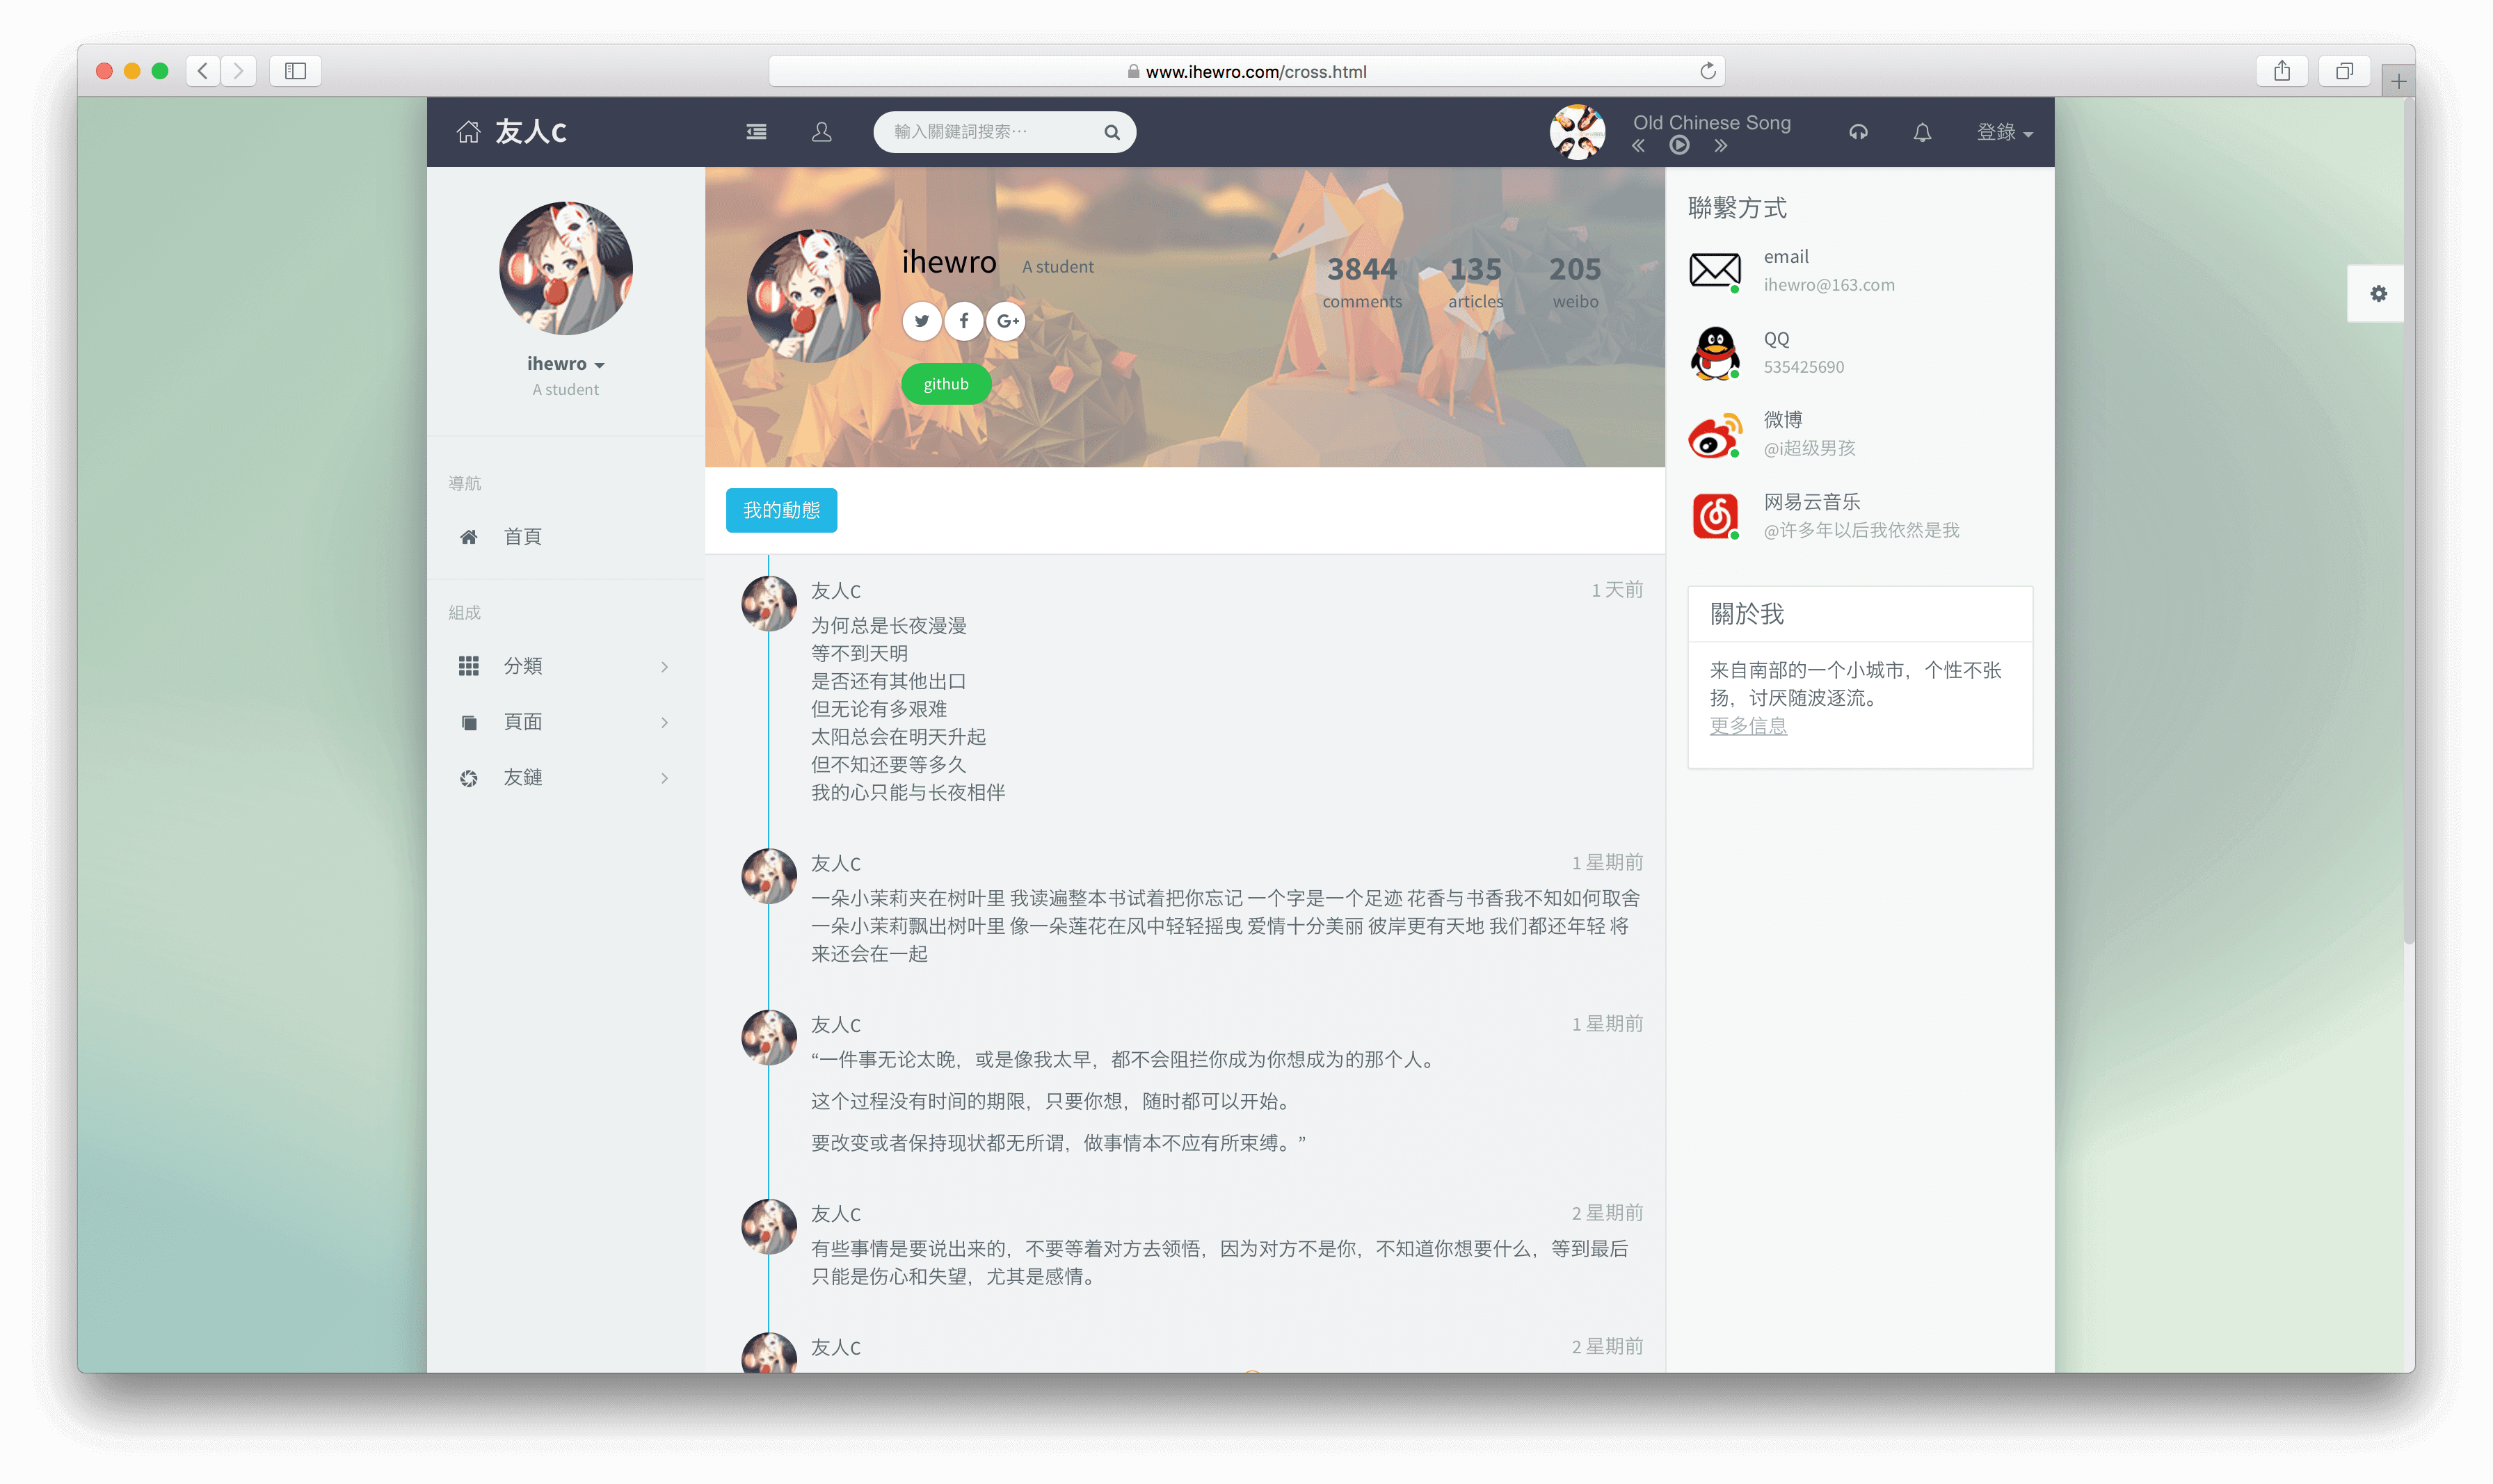 www.ihewro.com/cross.html
友人C
輸入關鍵詞搜索…
Old Chinese Song
登錄
ihewro
A student
導航
首頁
組成
分類
頁面
友鏈
ihewro A student
github
3844 135 205
comments articles weibo
我的動態
友人C 1 天前
为何总是长夜漫漫
等不到天明
是否还有其他出口
但无论有多艰难
太阳总会在明天升起
但不知还要等多久
我的心只能与长夜相伴
友人C 1 星期前
一朵小茉莉夹在树叶里 我读遍整本书试着把你忘记 一个字是一个足迹 花香与书香我不知如何取舍
一朵小茉莉飘出树叶里 像一朵莲花在风中轻轻摇曳 爱情十分美丽 彼岸更有天地 我们都还年轻 将
来还会在一起
友人C 1 星期前
“一件事无论太晚，或是像我太早，都不会阻拦你成为你想成为的那个人。
这个过程没有时间的期限，只要你想，随时都可以开始。
要改变或者保持现状都无所谓，做事情本不应有所束缚。”
友人C 2 星期前
有些事情是要说出来的，不要等着对方去领悟，因为对方不是你，不知道你想要什么，等到最后
只能是伤心和失望，尤其是感情。
友人C 2 星期前
聯繫方式
email
ihewro@163.com
QQ
535425690
微博
@i超级男孩
网易云音乐
@许多年以后我依然是我
關於我
来自南部的一个小城市，个性不张
扬，讨厌随波逐流。
更多信息